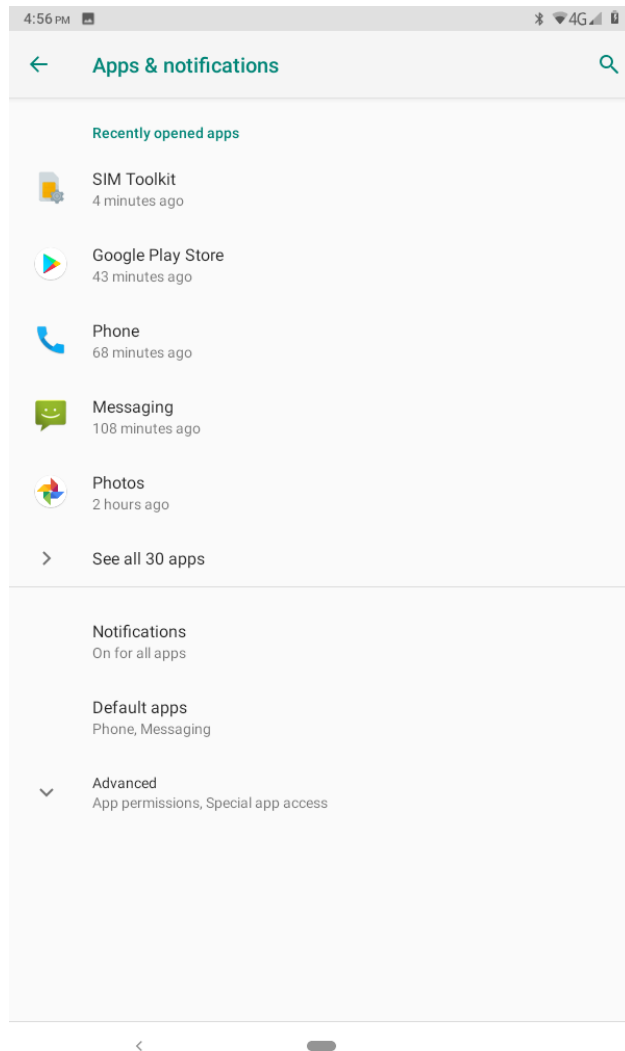 4:56 PM 4G
Apps & notifications
Recently opened apps
SIM Toolkit
4 minutes ago
Google Play Store
43 minutes ago
Phone
68 minutes ago
Messaging
108 minutes ago
Photos
2 hours ago
See all 30 apps
Notifications
On for all apps
Default apps
Phone, Messaging
Advanced
App permissions, Special app access